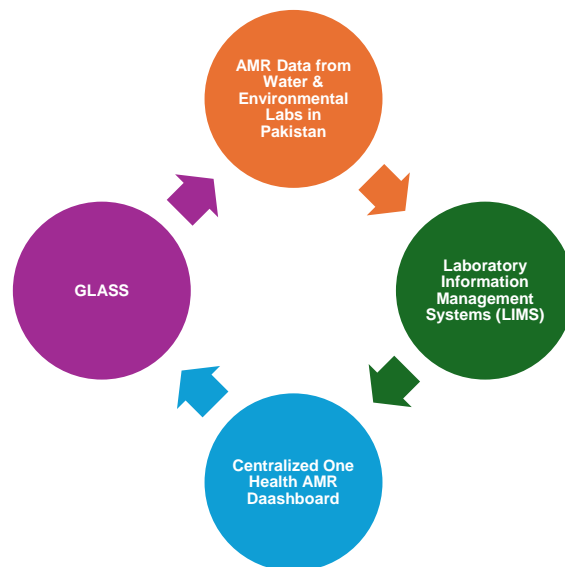 AMR Data from
Water &
Environmental
Labs in
Pakistan
Laboratory
Information
Management
Systems (LIMS)
GLASS
Centralized One
Health AMR
Daashboard